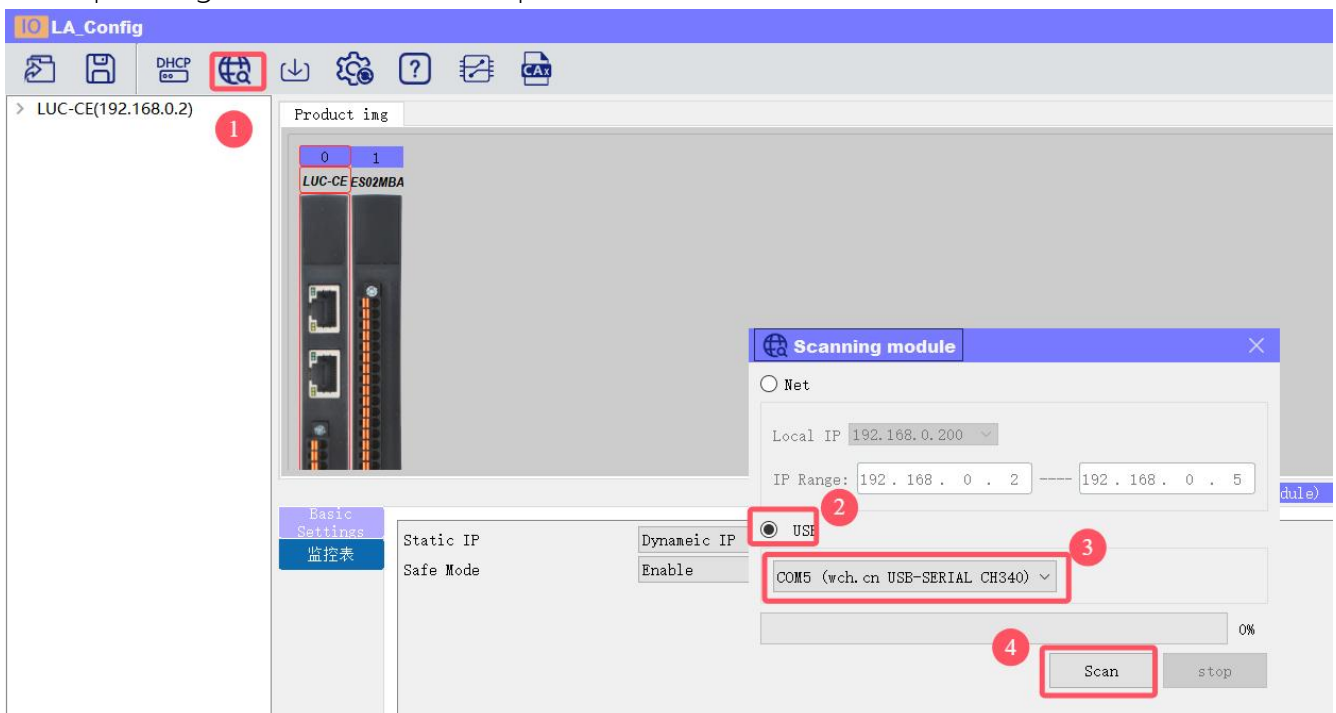 IO LA_Config
DHCP
CAx
LUC-CE(192.168.0.2)
1
Product img
0 1
LUC-CE ES02MBA
Scanning module
Net
Local IP 192.168.0.200
IP Range: 192 . 168 . 0 . 2 ---- 192 . 168 . 0 . 5
dule)
2
USB
Basic
Settings
监控表
Static IP Dynameic IP
Safe Mode Enable
3
COM5 (wch.cn USB-SERIAL CH340)
0%
4
Scan stop